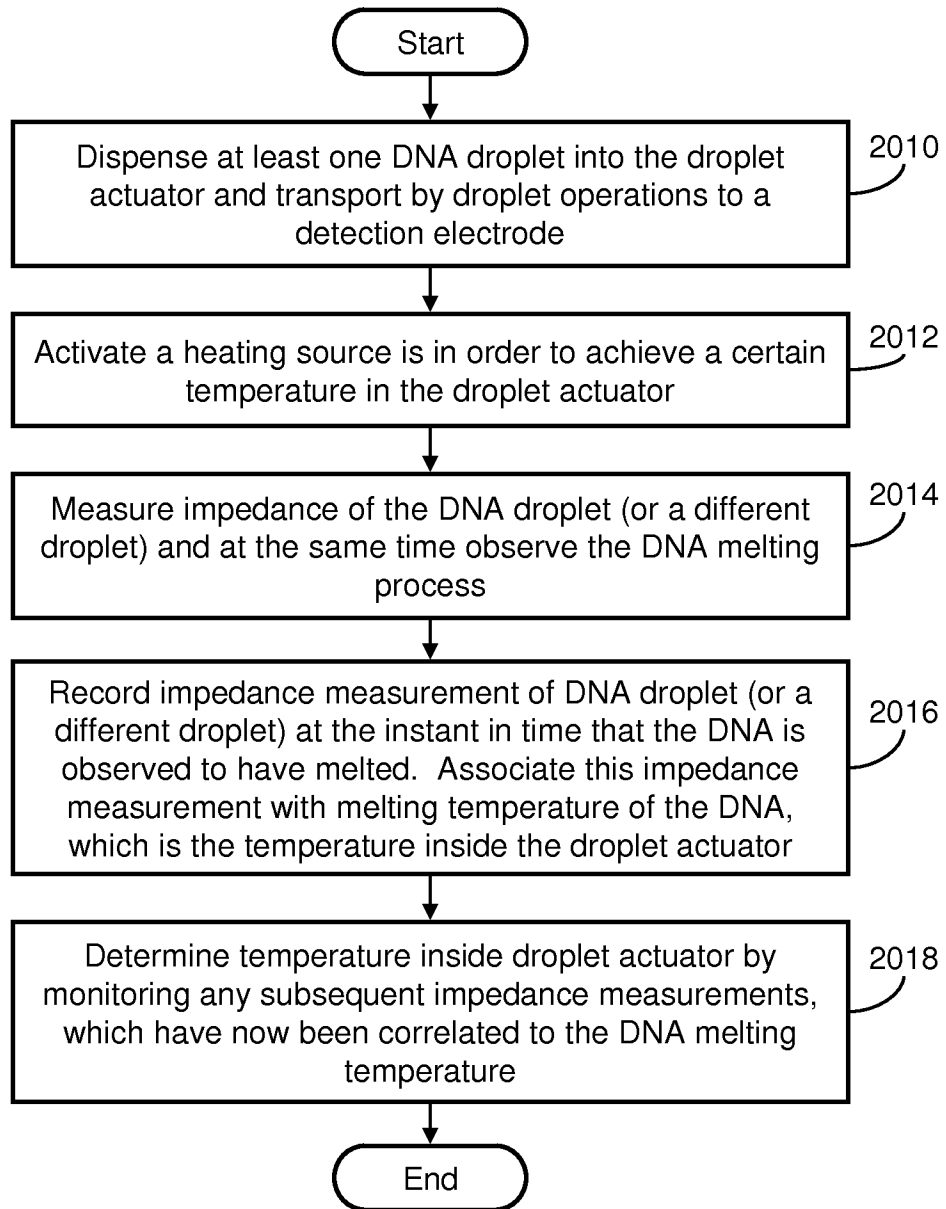 Start
Dispense at least one DNA droplet into the droplet
actuator and transport by droplet operations to a
detection electrode
2010
Activate a heating source is in order to achieve a certain
temperature in the droplet actuator
2012
Measure impedance of the DNA droplet (or a different
droplet) and at the same time observe the DNA melting
process
2014
Record impedance measurement of DNA droplet (or a
different droplet) at the instant in time that the DNA is
observed to have melted.  Associate this impedance
measurement with melting temperature of the DNA,
which is the temperature inside the droplet actuator
2016
Determine temperature inside droplet actuator by
monitoring any subsequent impedance measurements,
which have now been correlated to the DNA melting
temperature
2018
End